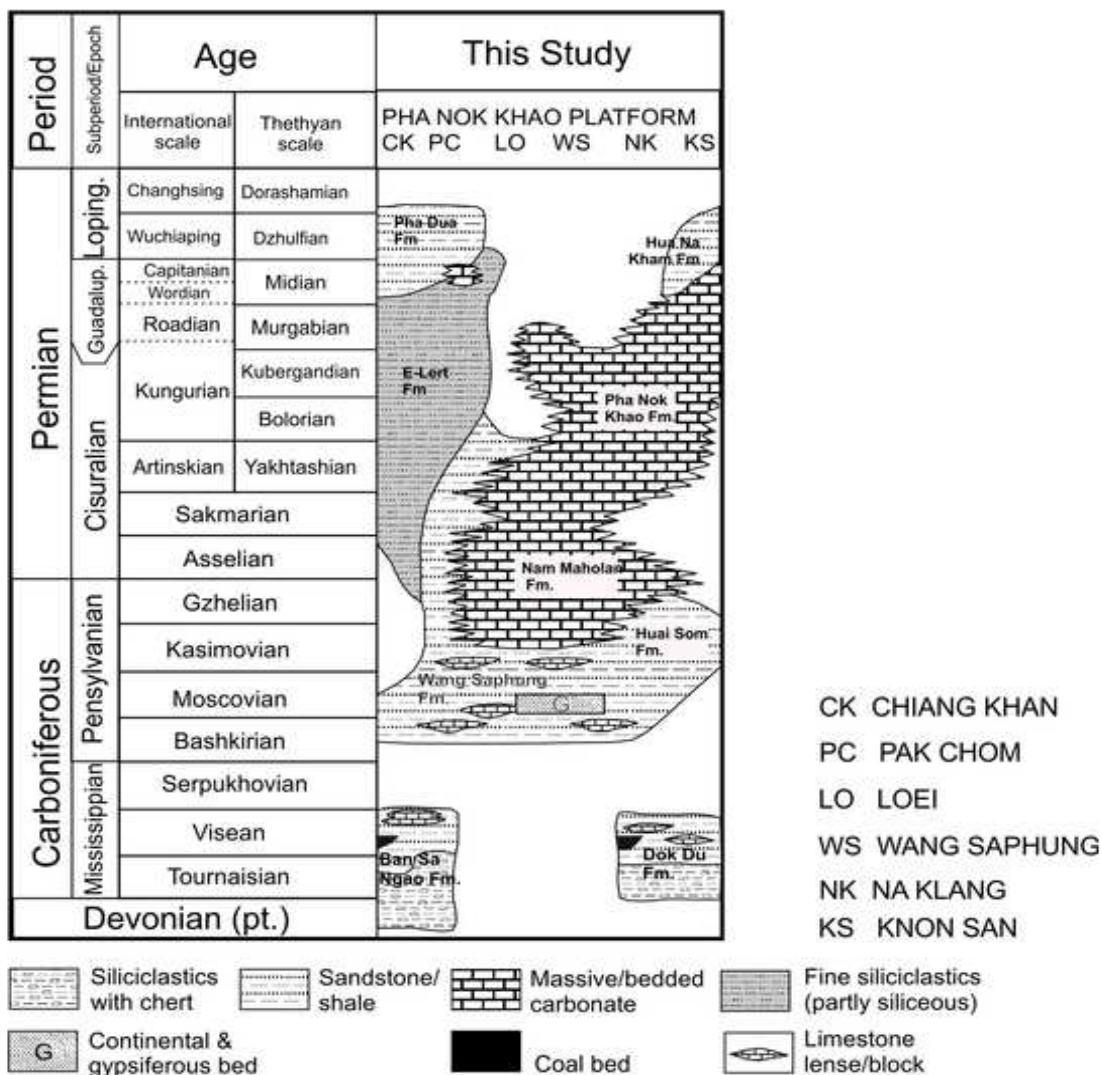 Period
Subperiod/Epoch
Age
This Study
International
scale
Thethyan
scale
PHA NOK KHAO PLATFORM
CK PC LO WS NK KS
Permian
Loping.
Guadalup.
Cisuralian
Changhsing
Dorashamian
Wuchiaping
Dzhulfian
Capitanian
Wordian
Midian
Roadian
Murgabian
Kungurian
Kubergandian
Bolorian
Artinskian
Yakhtashian
Sakmarian
Asselian
Carboniferous
Pensylvanian
Mississippian
Gzhelian
Kasimovian
Moscovian
Bashkirian
Serpukhovian
Visean
Tournaisian
Devonian (pt.)
Pha Dua
Fm
Hua Na
Kham Fm
E-Lert
Fm
Pha Nok
Khao Fm.
Nam Maholan
Fm.
Huai Som
Fm.
Wang Saphung
Fm.
G
Ban/Sa
Ngao Fm.
Dok Du
Fm.
CK CHIANG KHAN
PC PAK CHOM
LO LOEI
WS WANG SAPHUNG
NK NA KLANG
KS KNON SAN
Siliciclastics
with chert
Sandstone/
shale
Massive/bedded
carbonate
Fine siliciclastics
(partly siliceous)
G
Continental &
gypsiferous bed
Coal bed
Limestone
lense/block